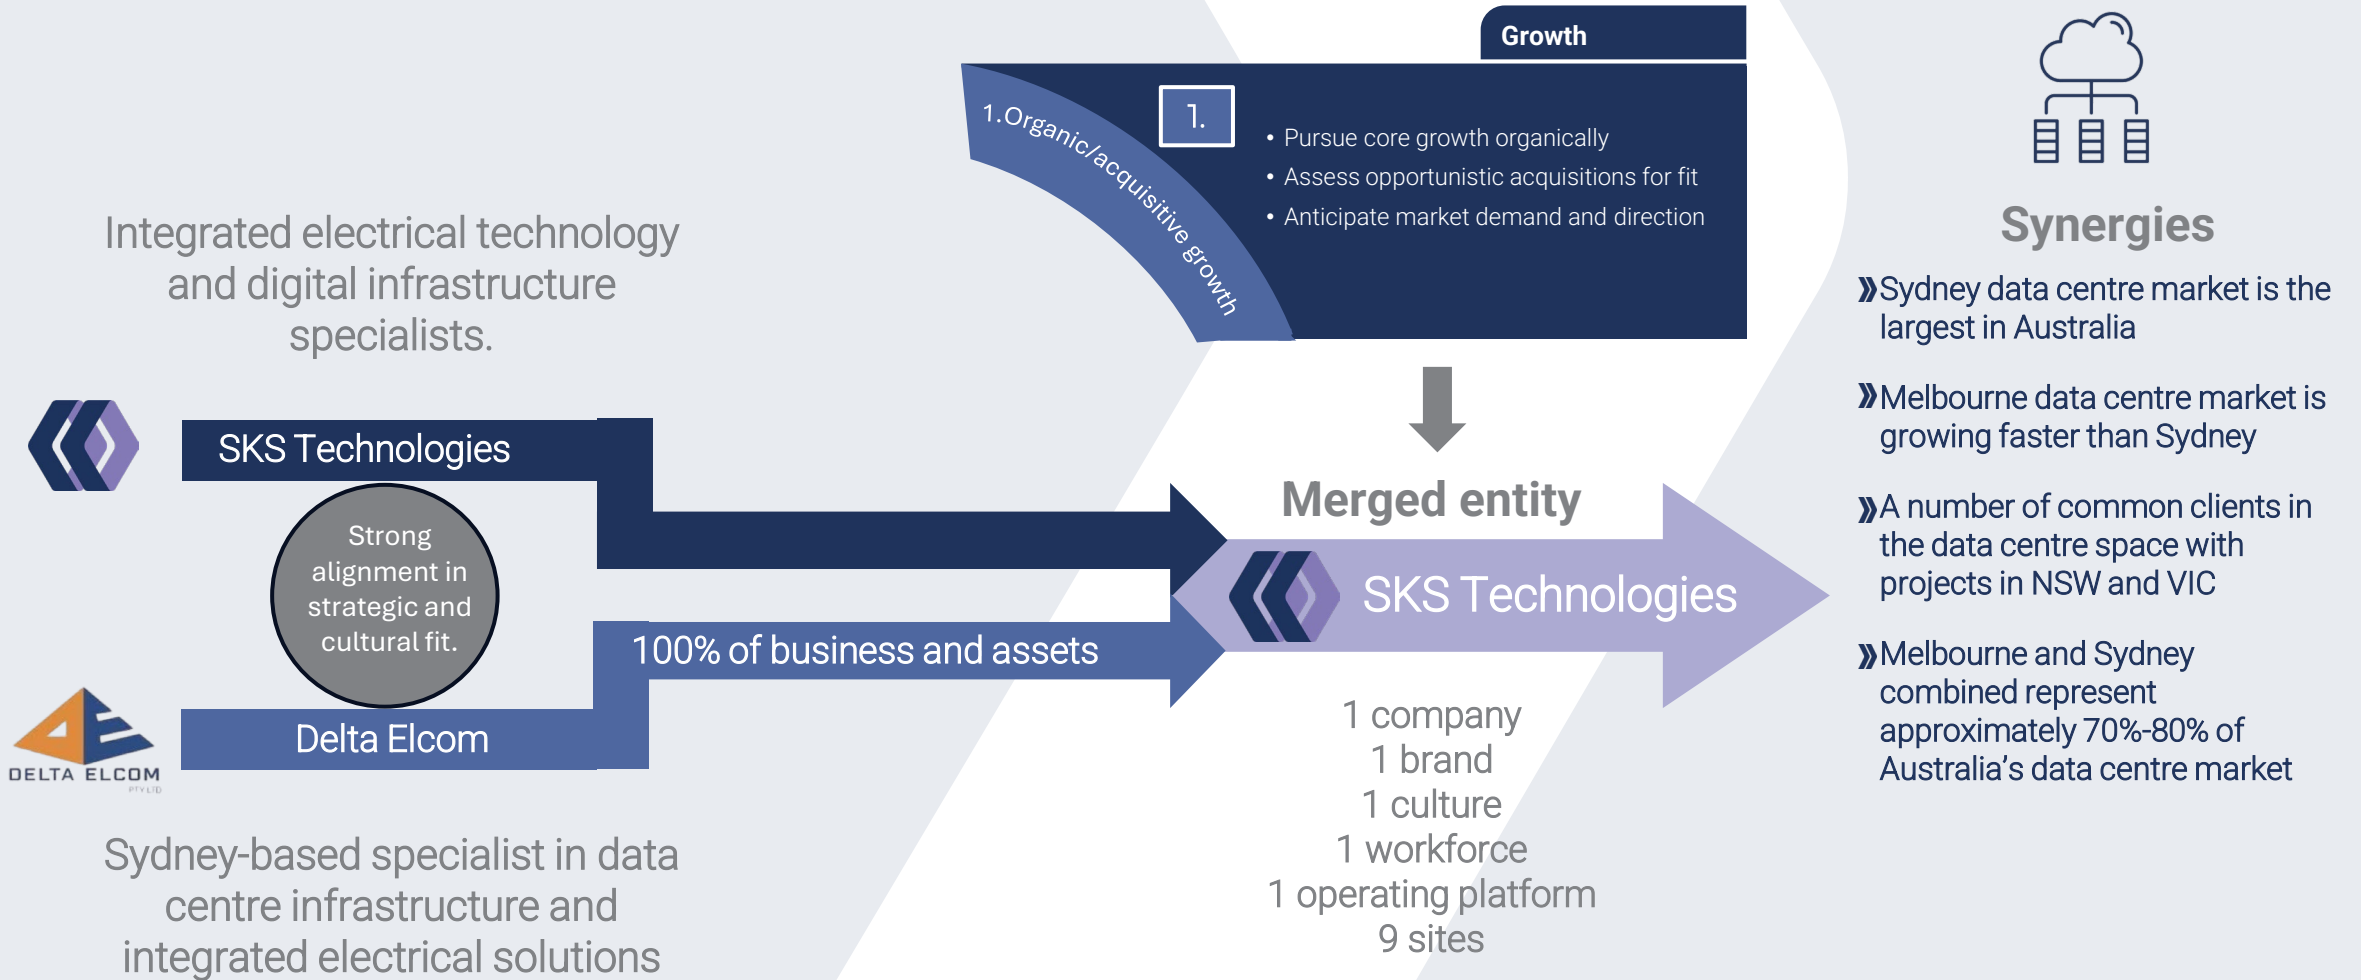 Growth
1.Organic/acquisitive growth
1.
• Pursue core growth organically
• Assess opportunistic acquisitions for fit
• Anticipate market demand and direction
Integrated electrical technology
and digital infrastructure
specialists.
SKS Technologies
Strong
alignment in
strategic and
cultural fit.
100% of business and assets
Delta Elcom
DELTA ELCOM
PTY LTD
Sydney-based specialist in data
centre infrastructure and
integrated electrical solutions
Merged entity
SKS Technologies
1 company
1 brand
1 culture
1 workforce
1 operating platform
9 sites
Synergies
Sydney data centre market is the
largest in Australia
Melbourne data centre market is
growing faster than Sydney
A number of common clients in
the data centre space with
projects in NSW and VIC
Melbourne and Sydney
combined represent
approximately 70%-80% of
Australia’s data centre market